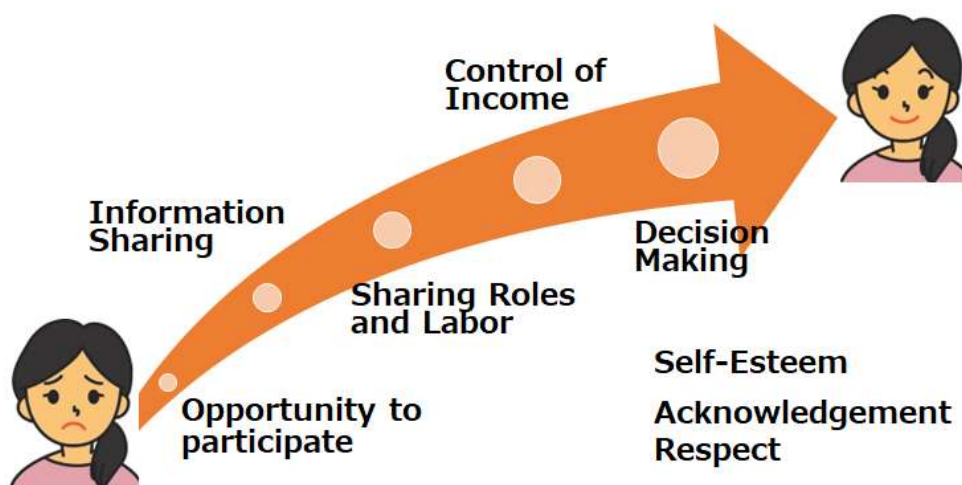 Control of
Income
Information
Sharing
Decision
Making
Sharing Roles
and Labor
Self-Esteem
Opportunity to
participate
Acknowledgement
Respect